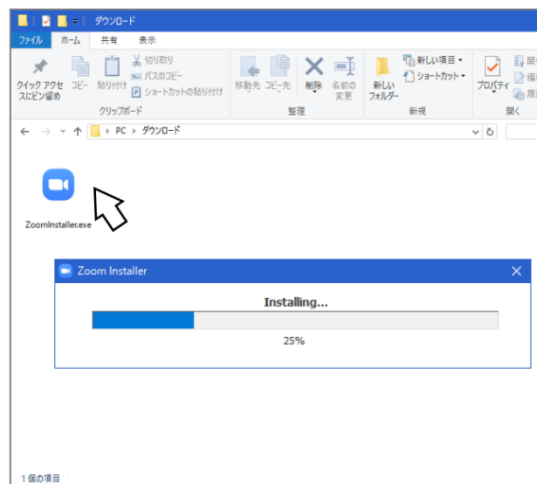 ダウンロード
ファイル ホーム 共有 表示
クイック アクセスにピン留め
コピー
貼り付け
切り取り
パスのコピー
ショートカットの貼り付け
移動先 コピー先 削除 名前の変更
新しいフォルダー
新しい項目
ショートカット
プロパティ
開
編
履
クリップボード 整理 新規 開く
PC > ダウンロード
ZoomInstaller.exe
Zoom Installer
Installing...
25%
1 個の項目